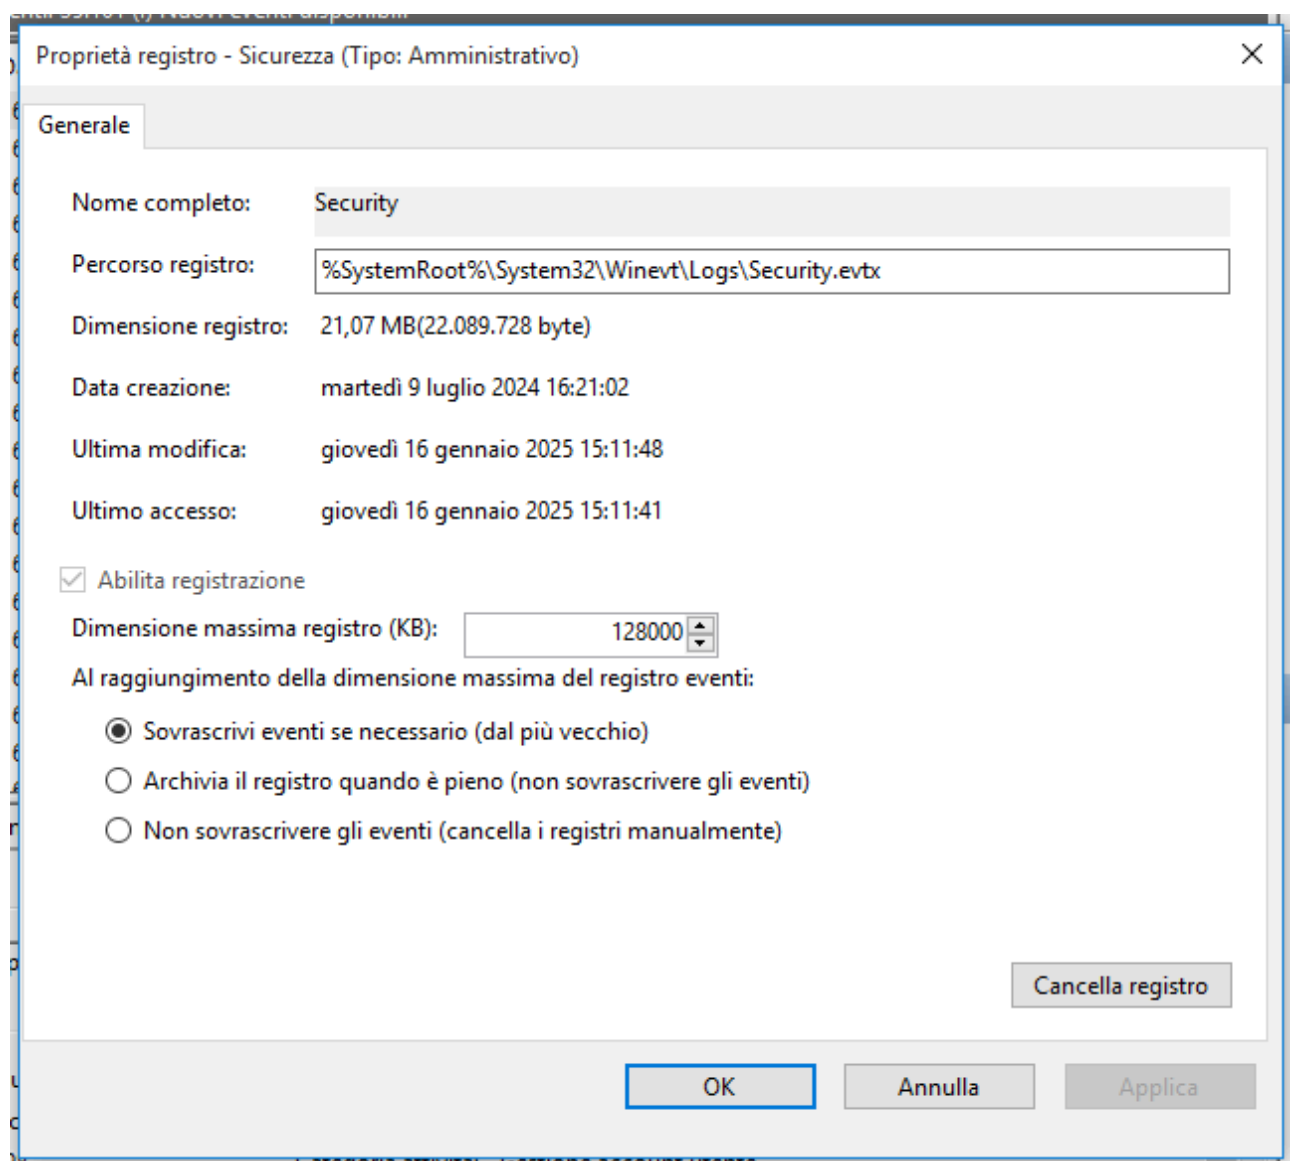 Nuovi eventi disponibili
Proprietà registro - Sicurezza (Tipo: Amministrativo)
Generale
Nome completo: Security
Percorso registro: %SystemRoot%\System32\Winevt\Logs\Security.evtx
Dimensione registro: 21,07 MB(22.089.728 byte)
Data creazione: martedì 9 luglio 2024 16:21:02
Ultima modifica: giovedì 16 gennaio 2025 15:11:48
Ultimo accesso: giovedì 16 gennaio 2025 15:11:41
Abilita registrazione
Dimensione massima registro (KB): 128000
Al raggiungimento della dimensione massima del registro eventi:
Sovrascrivi eventi se necessario (dal più vecchio)
Archivia il registro quando è pieno (non sovrascrivere gli eventi)
Non sovrascrivere gli eventi (cancella i registri manualmente)
Cancella registro
OK Annulla Applica